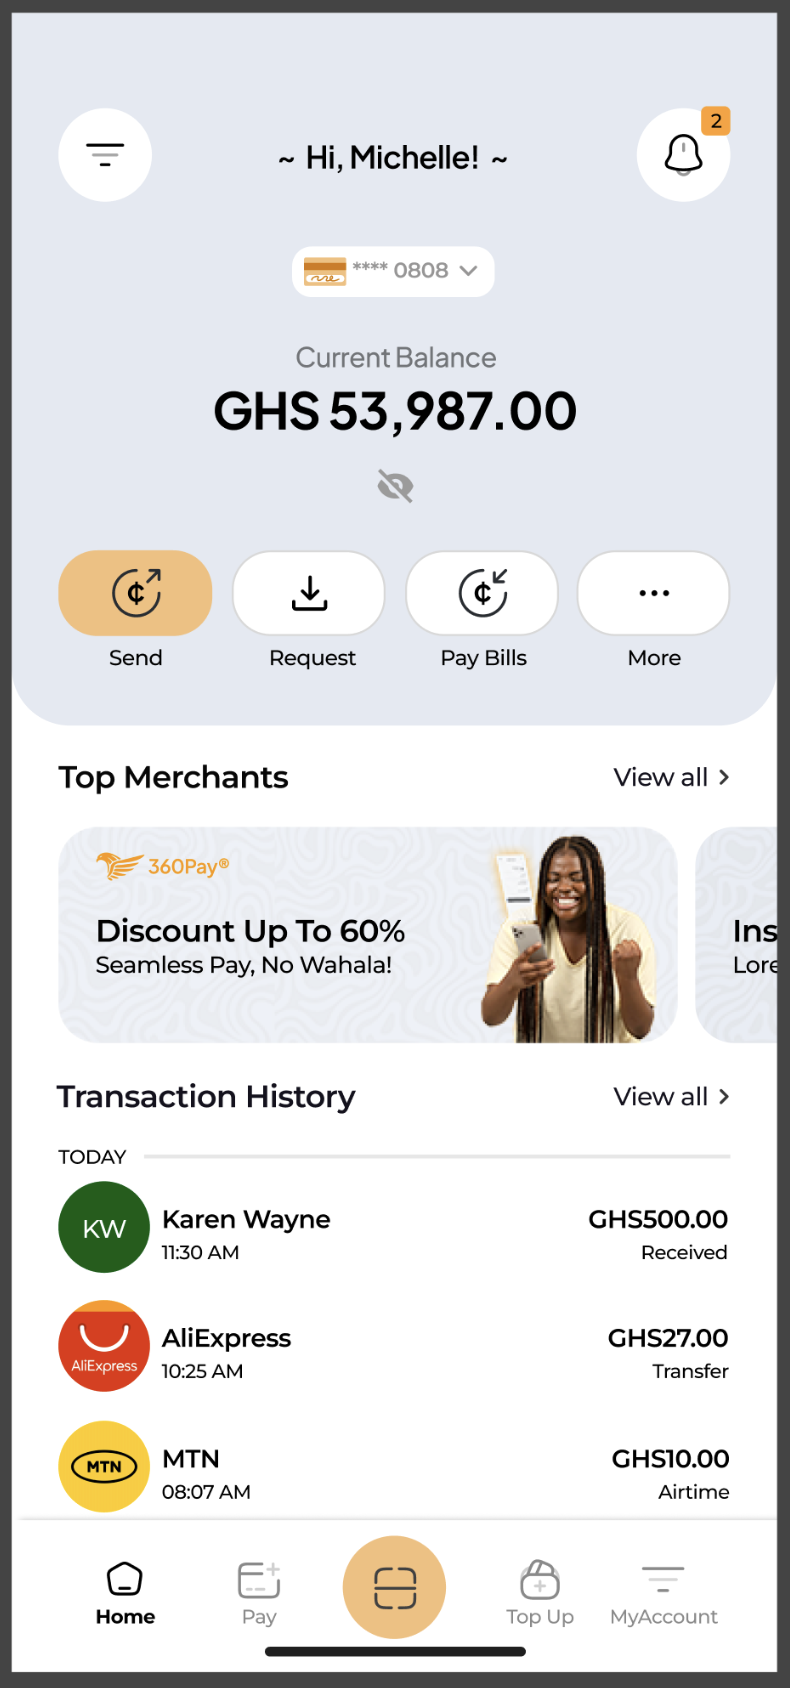 2
~ Hi, Michelle! ~
**** 0808
Current Balance
GHS 53,987.00
Send
Request
Pay Bills
More
Top Merchants
View all
360Pay®
Discount Up To 60%
Seamless Pay, No Wahala!
Ins
Lore
Transaction History
View all
TODAY
KW
Karen Wayne
GHS500.00
11:30 AM
Received
AliExpress
AliExpress
GHS27.00
10:25 AM
Transfer
MTN
MTN
GHS10.00
08:07 AM
Airtime
Home
Pay
Top Up
MyAccount